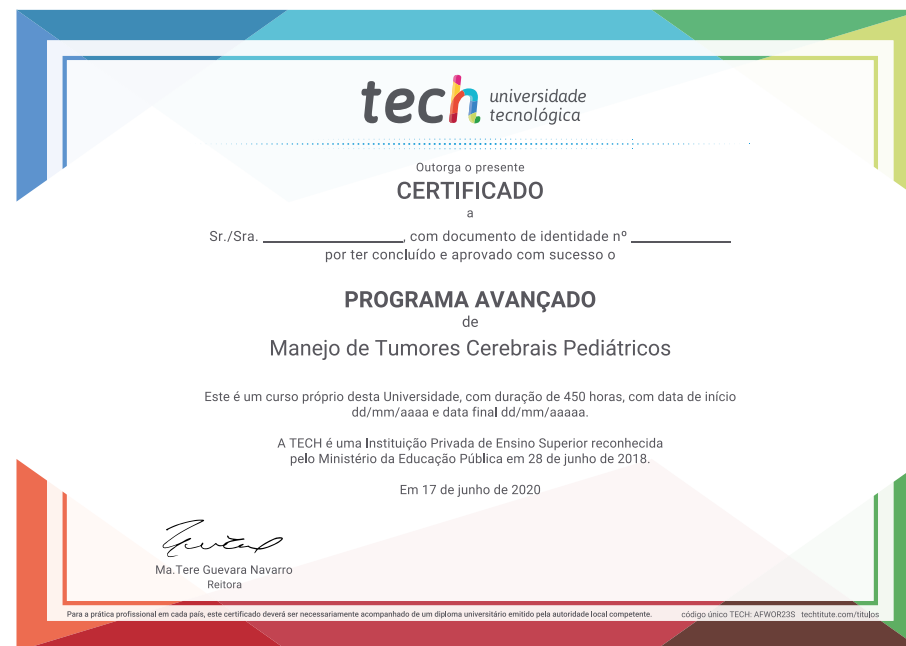 tech universidade
tecnológica
Outorga o presente
CERTIFICADO
a
Sr./Sra. ________________, com documento de identidade nº ____________
por ter concluído e aprovado com sucesso o
PROGRAMA AVANÇADO
de
Manejo de Tumores Cerebrais Pediátricos
Este é um curso próprio desta Universidade, com duração de 450 horas, com data de início
dd/mm/aaaa e data final dd/mm/aaaaa.
A TECH é uma Instituição Privada de Ensino Superior reconhecida
pelo Ministério da Educação Pública em 28 de junho de 2018.
Em 17 de junho de 2020
Ma.Tere Guevara Navarro
Reitora
Para a prática profissional em cada país, este certificado deverá ser necessariamente acompanhado de um diploma universitário emitido pela autoridade local competente. código único TECH: AFWOR23S techtitute.com/titulos